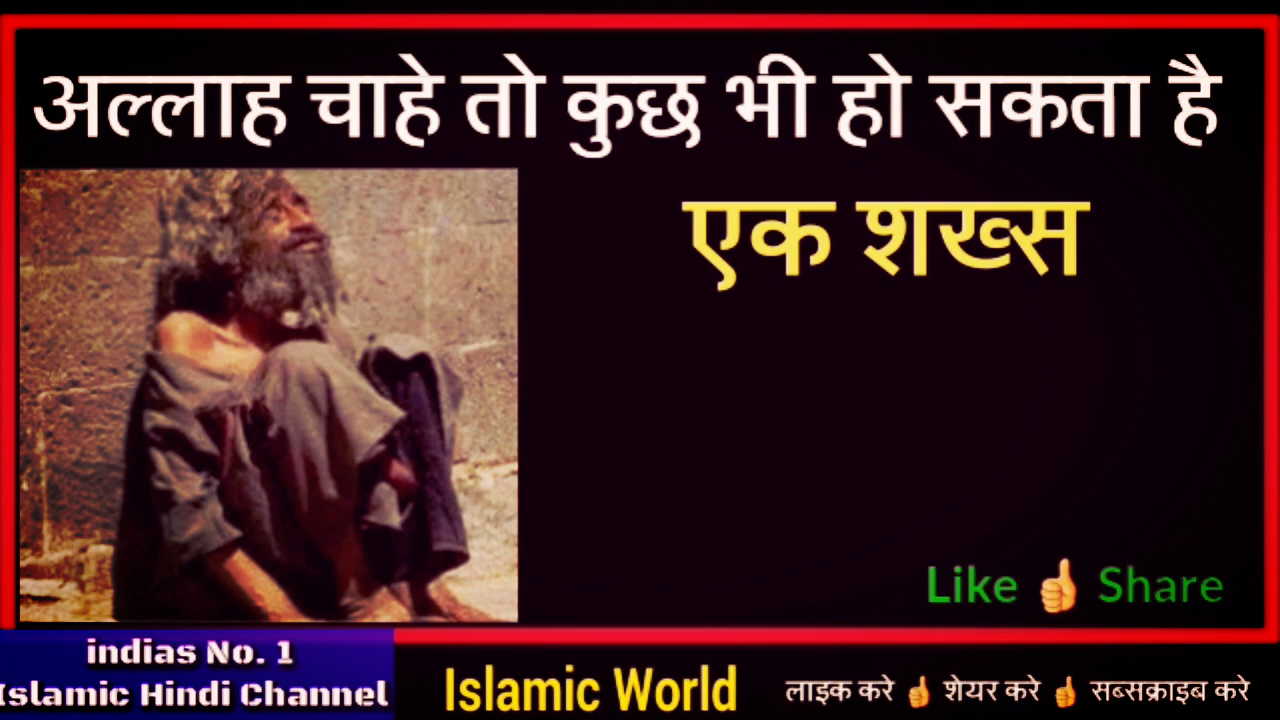 अल्लाह चाहे तो कुछ भी हो सकता है
एक शख्स
Like 👍 Share
indias No. 1
Islamic Hindi Channel
Islamic World
लाइक करे 👍 शेयर करे 👍 सब्सक्राइब करे